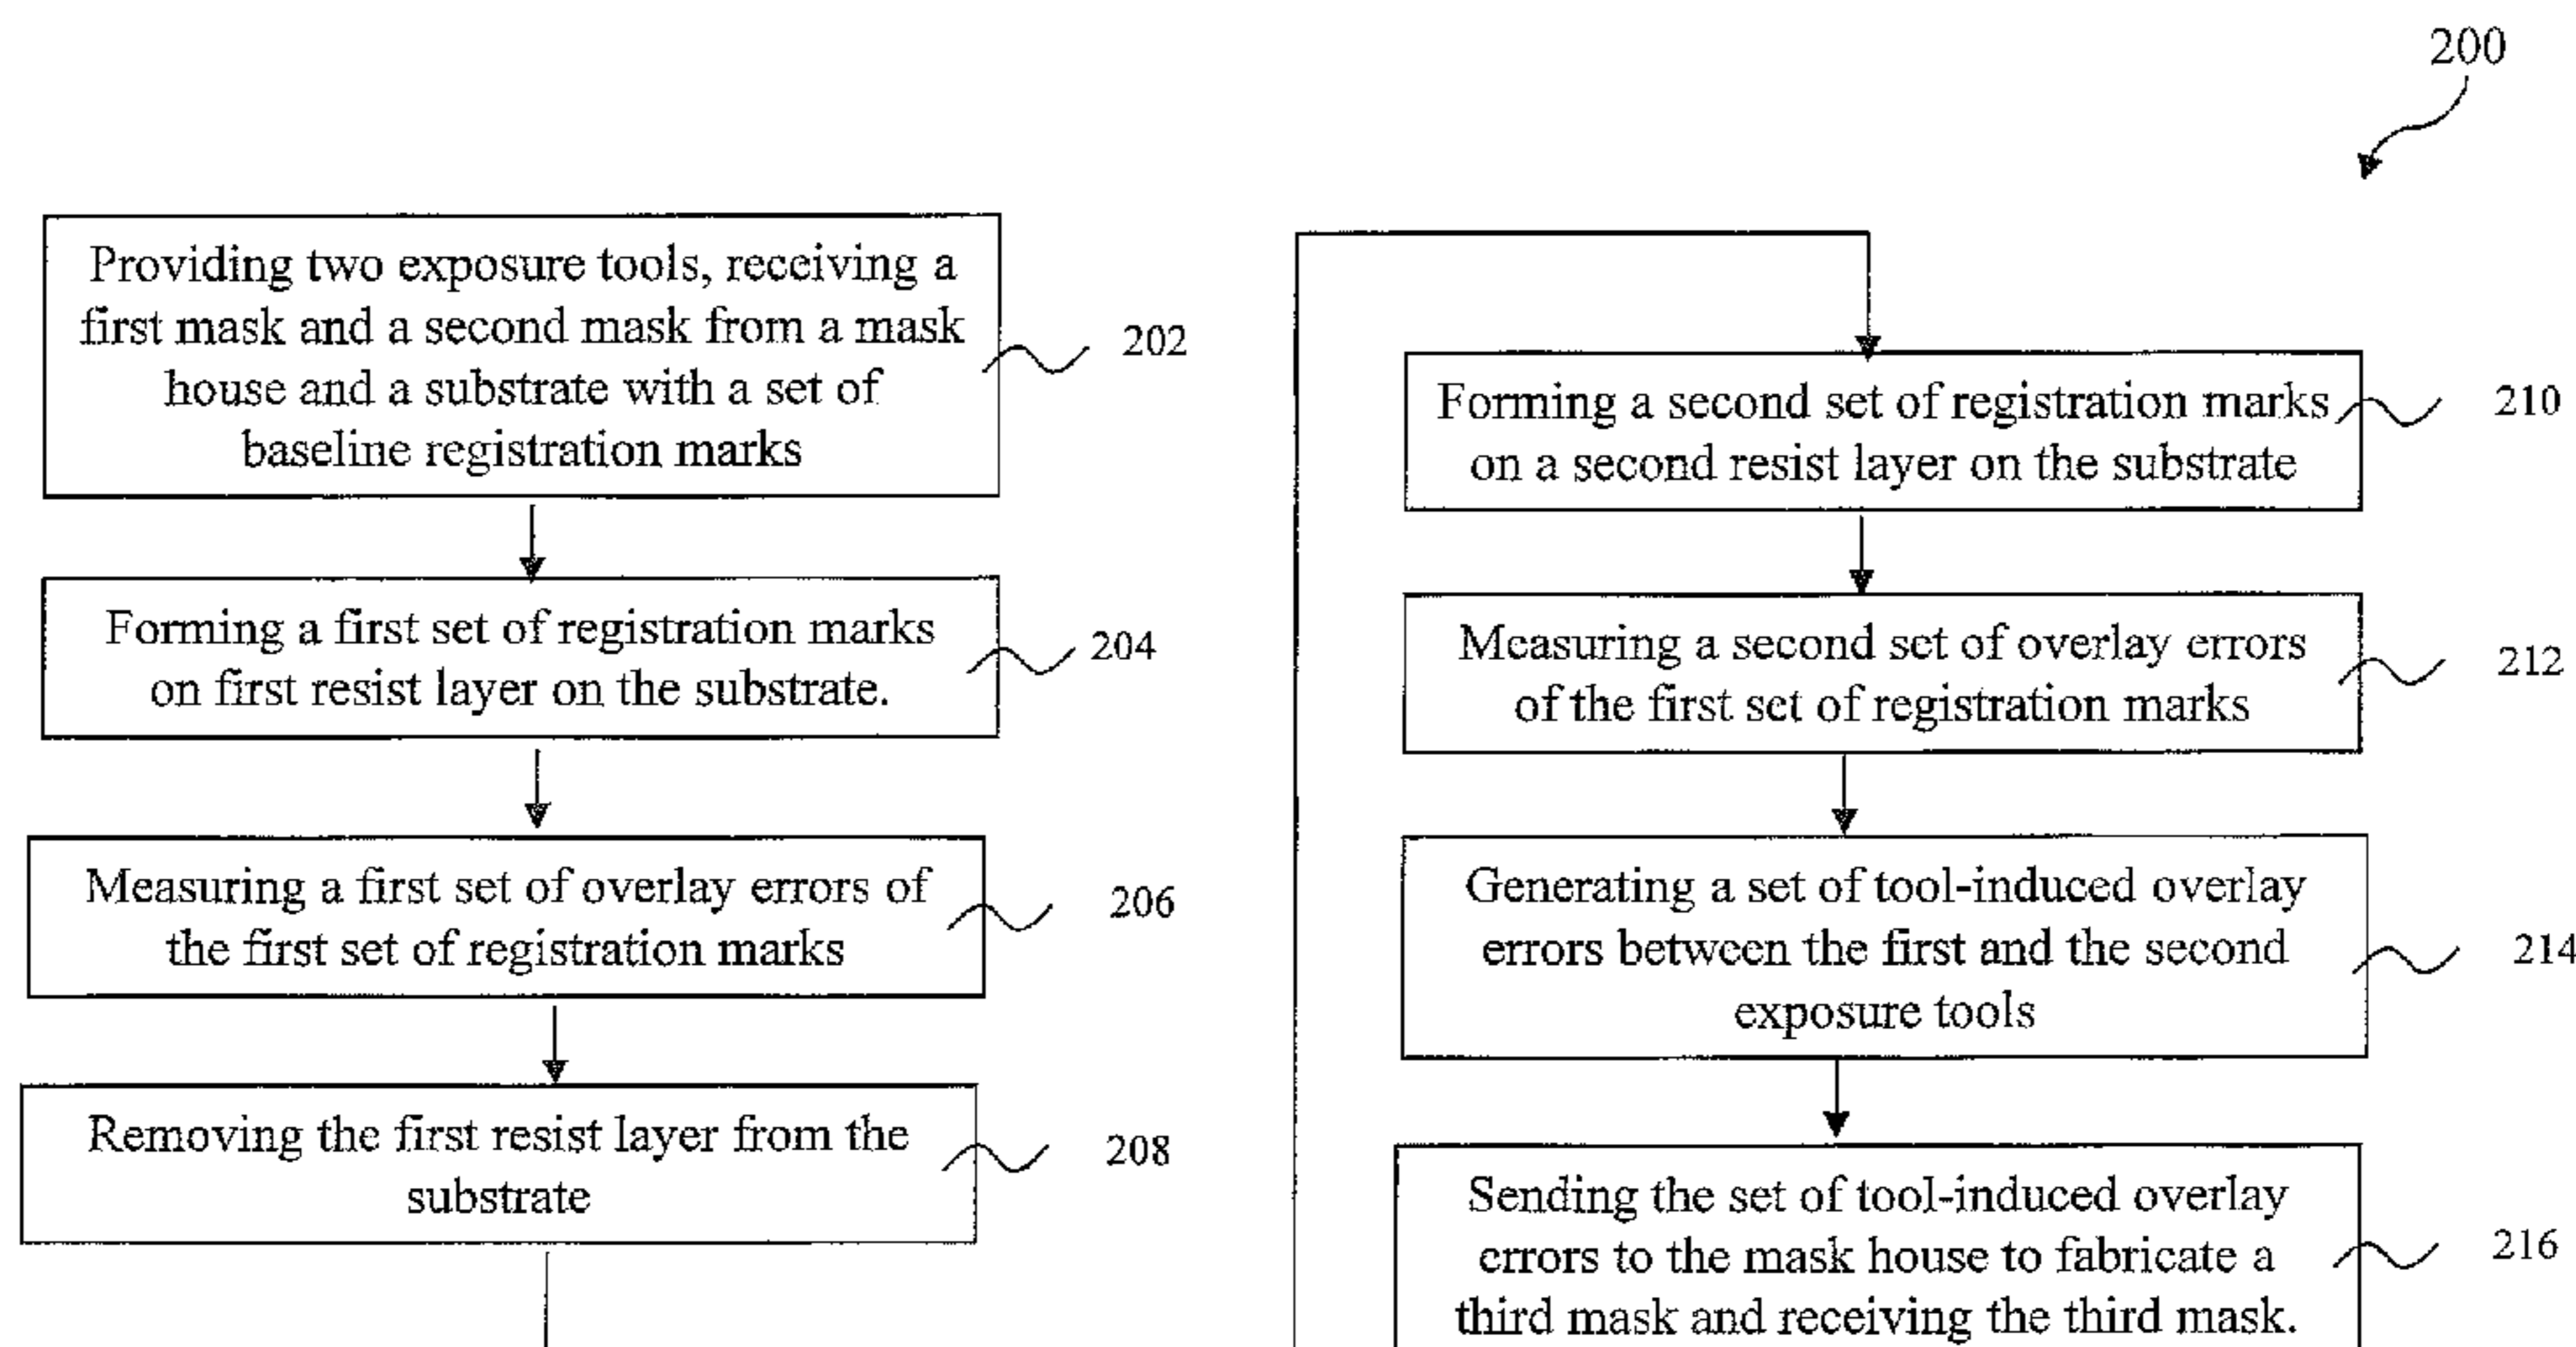 200
Providing two exposure tools, receiving a
first mask and a second mask from a mask
house and a substrate with a set of
baseline registration marks
202
Forming a first set of registration marks
on first resist layer on the substrate.
204
Measuring a first set of overlay errors of
the first set of registration marks
206
Removing the first resist layer from the
substrate
208
Forming a second set of registration marks
on a second resist layer on the substrate
210
Measuring a second set of overlay errors
of the first set of registration marks
212
Generating a set of tool-induced overlay
errors between the first and the second
exposure tools
214
Sending the set of tool-induced overlay
errors to the mask house to fabricate a
third mask and receiving the third mask.
216